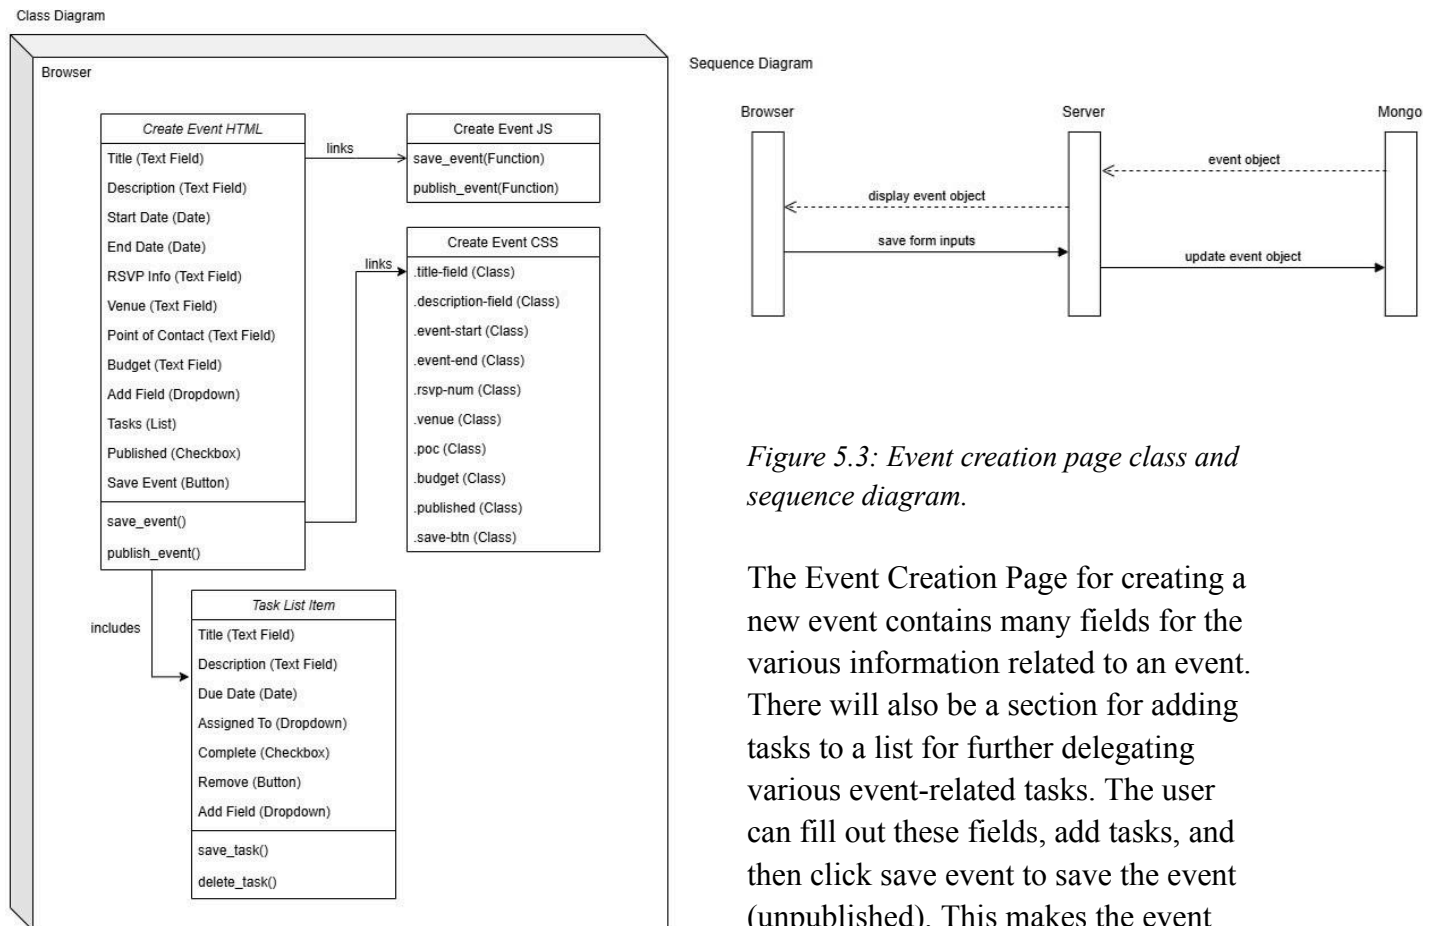 Class Diagram
Browser
Create Event HTML
Title (Text Field)
Description (Text Field)
Start Date (Date)
End Date (Date)
RSVP Info (Text Field)
Venue (Text Field)
Point of Contact (Text Field)
Budget (Text Field)
Add Field (Dropdown)
Tasks (List)
Published (Checkbox)
Save Event (Button)
save_event()
publish_event()
links
Create Event JS
save_event(Function)
publish_event(Function)
links
Create Event CSS
.title-field (Class)
.description-field (Class)
.event-start (Class)
.event-end (Class)
.rsvp-num (Class)
.venue (Class)
.poc (Class)
.budget (Class)
.published (Class)
.save-btn (Class)
includes
Task List Item
Title (Text Field)
Description (Text Field)
Due Date (Date)
Assigned To (Dropdown)
Complete (Checkbox)
Remove (Button)
Add Field (Dropdown)
save_task()
delete_task()
Sequence Diagram
Browser
Server
Mongo
event object
display event object
save form inputs
update event object
Figure 5.3: Event creation page class and
sequence diagram.
The Event Creation Page for creating a
new event contains many fields for the
various information related to an event.
There will also be a section for adding
tasks to a list for further delegating
various event-related tasks. The user
can fill out these fields, add tasks, and
then click save event to save the event
(unpublished). This makes the event